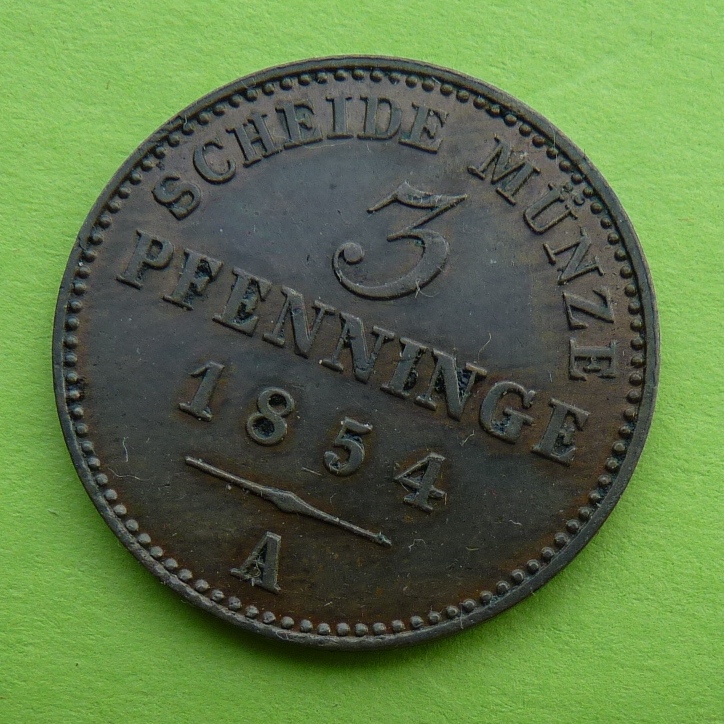 SCHEIDE MÜNZE
3
PFENNINGE
1854
A